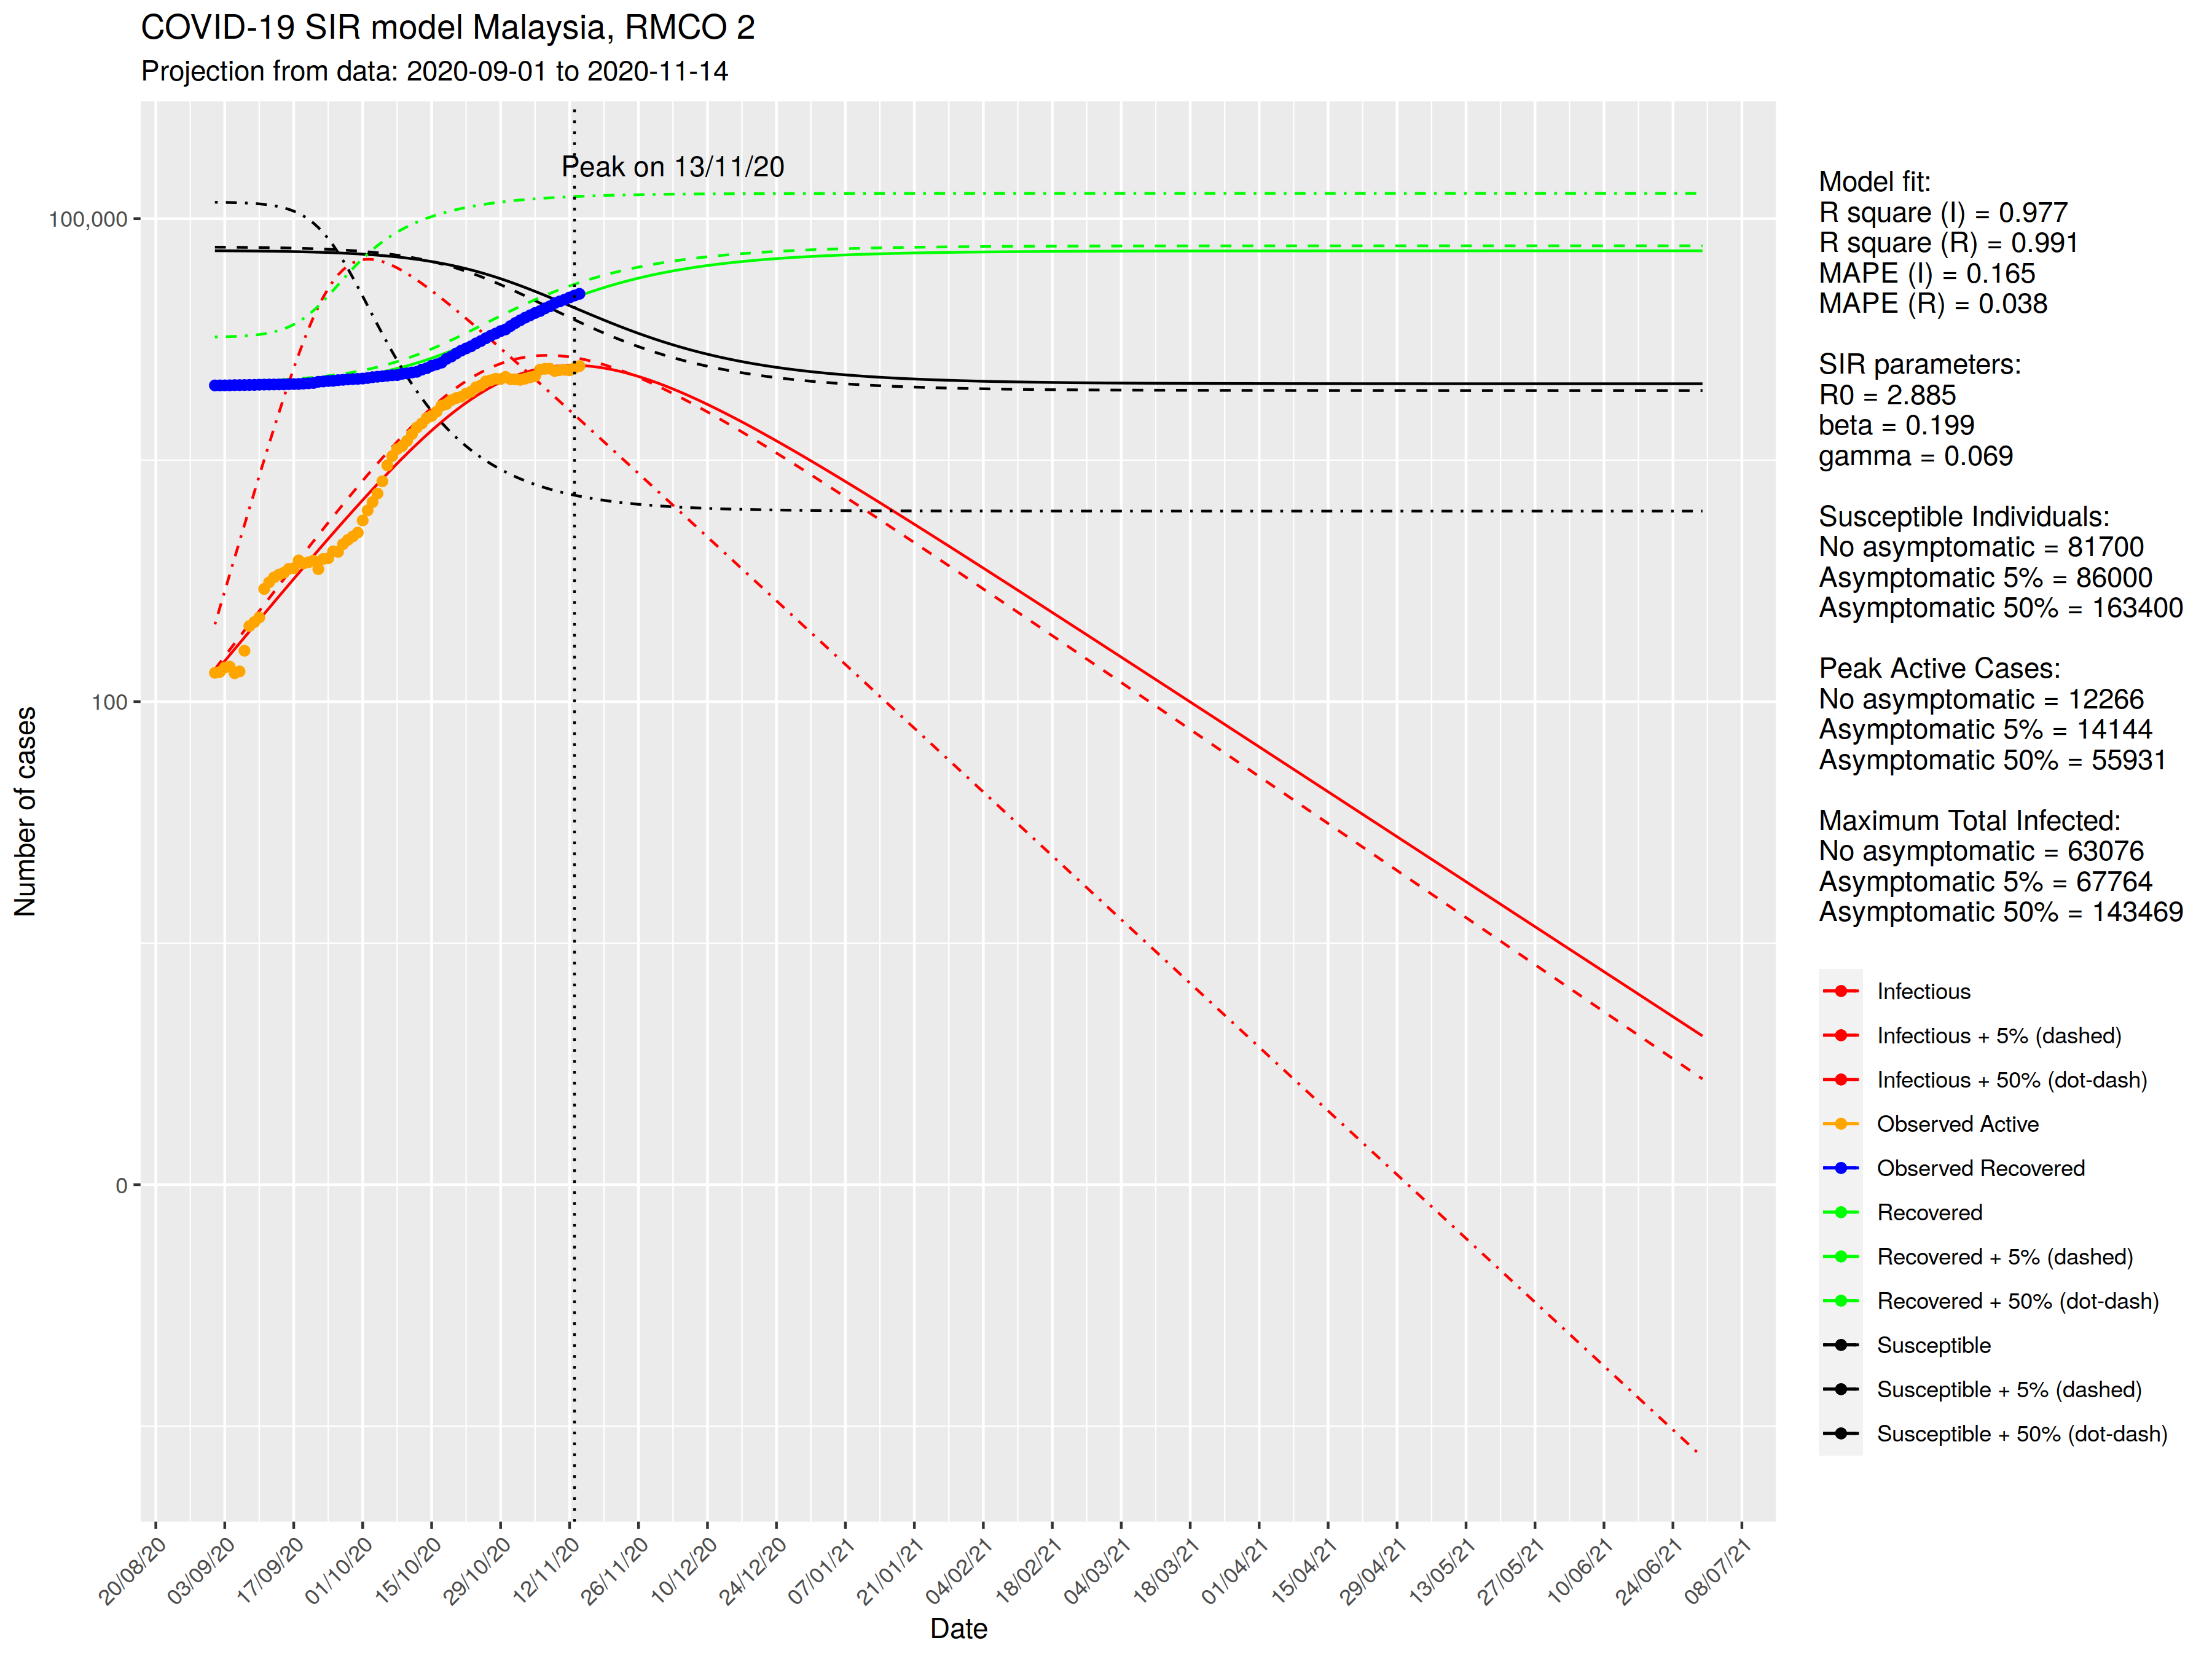 COVID-19 SIR model Malaysia, RMCO 2
Projection from data: 2020-09-01 to 2020-11-14
Peak on 13/11/20
100,000
100
0
Number of cases
20/08/20
03/09/20
17/09/20
01/10/20
15/10/20
29/10/20
12/11/20
26/11/20
10/12/20
24/12/20
07/01/21
21/01/21
04/02/21
18/02/21
04/03/21
18/03/21
01/04/21
15/04/21
29/04/21
13/05/21
27/05/21
10/06/21
24/06/21
08/07/21
Date
Model fit:
R square (I) = 0.977
R square (R) = 0.991
MAPE (I) = 0.165
MAPE (R) = 0.038
SIR parameters:
R0 = 2.885
beta = 0.199
gamma = 0.069
Susceptible Individuals:
No asymptomatic = 81700
Asymptomatic 5% = 86000
Asymptomatic 50% = 163400
Peak Active Cases:
No asymptomatic = 12266
Asymptomatic 5% = 14144
Asymptomatic 50% = 55931
Maximum Total Infected:
No asymptomatic = 63076
Asymptomatic 5% = 67764
Asymptomatic 50% = 143469
Infectious
Infectious + 5% (dashed)
Infectious + 50% (dot-dash)
Observed Active
Observed Recovered
Recovered
Recovered + 5% (dashed)
Recovered + 50% (dot-dash)
Susceptible
Susceptible + 5% (dashed)
Susceptible + 50% (dot-dash)